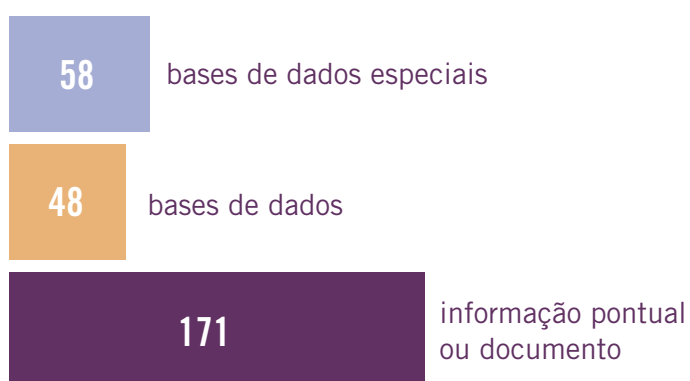 58
bases de dados especiais
48
bases de dados
171
informação pontual
ou documento